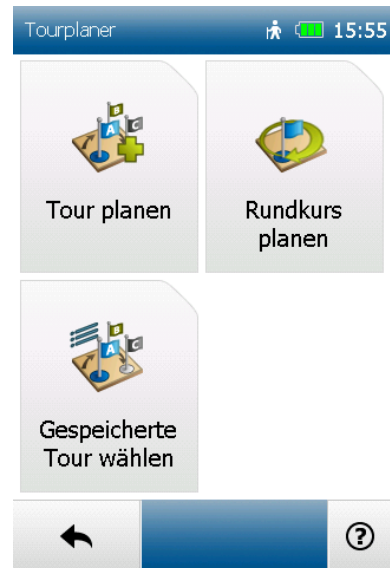 Tourplaner
15:55
B
A
C
Tour planen
Rundkurs
planen
B
A
C
Gespeicherte
Tour wählen
?